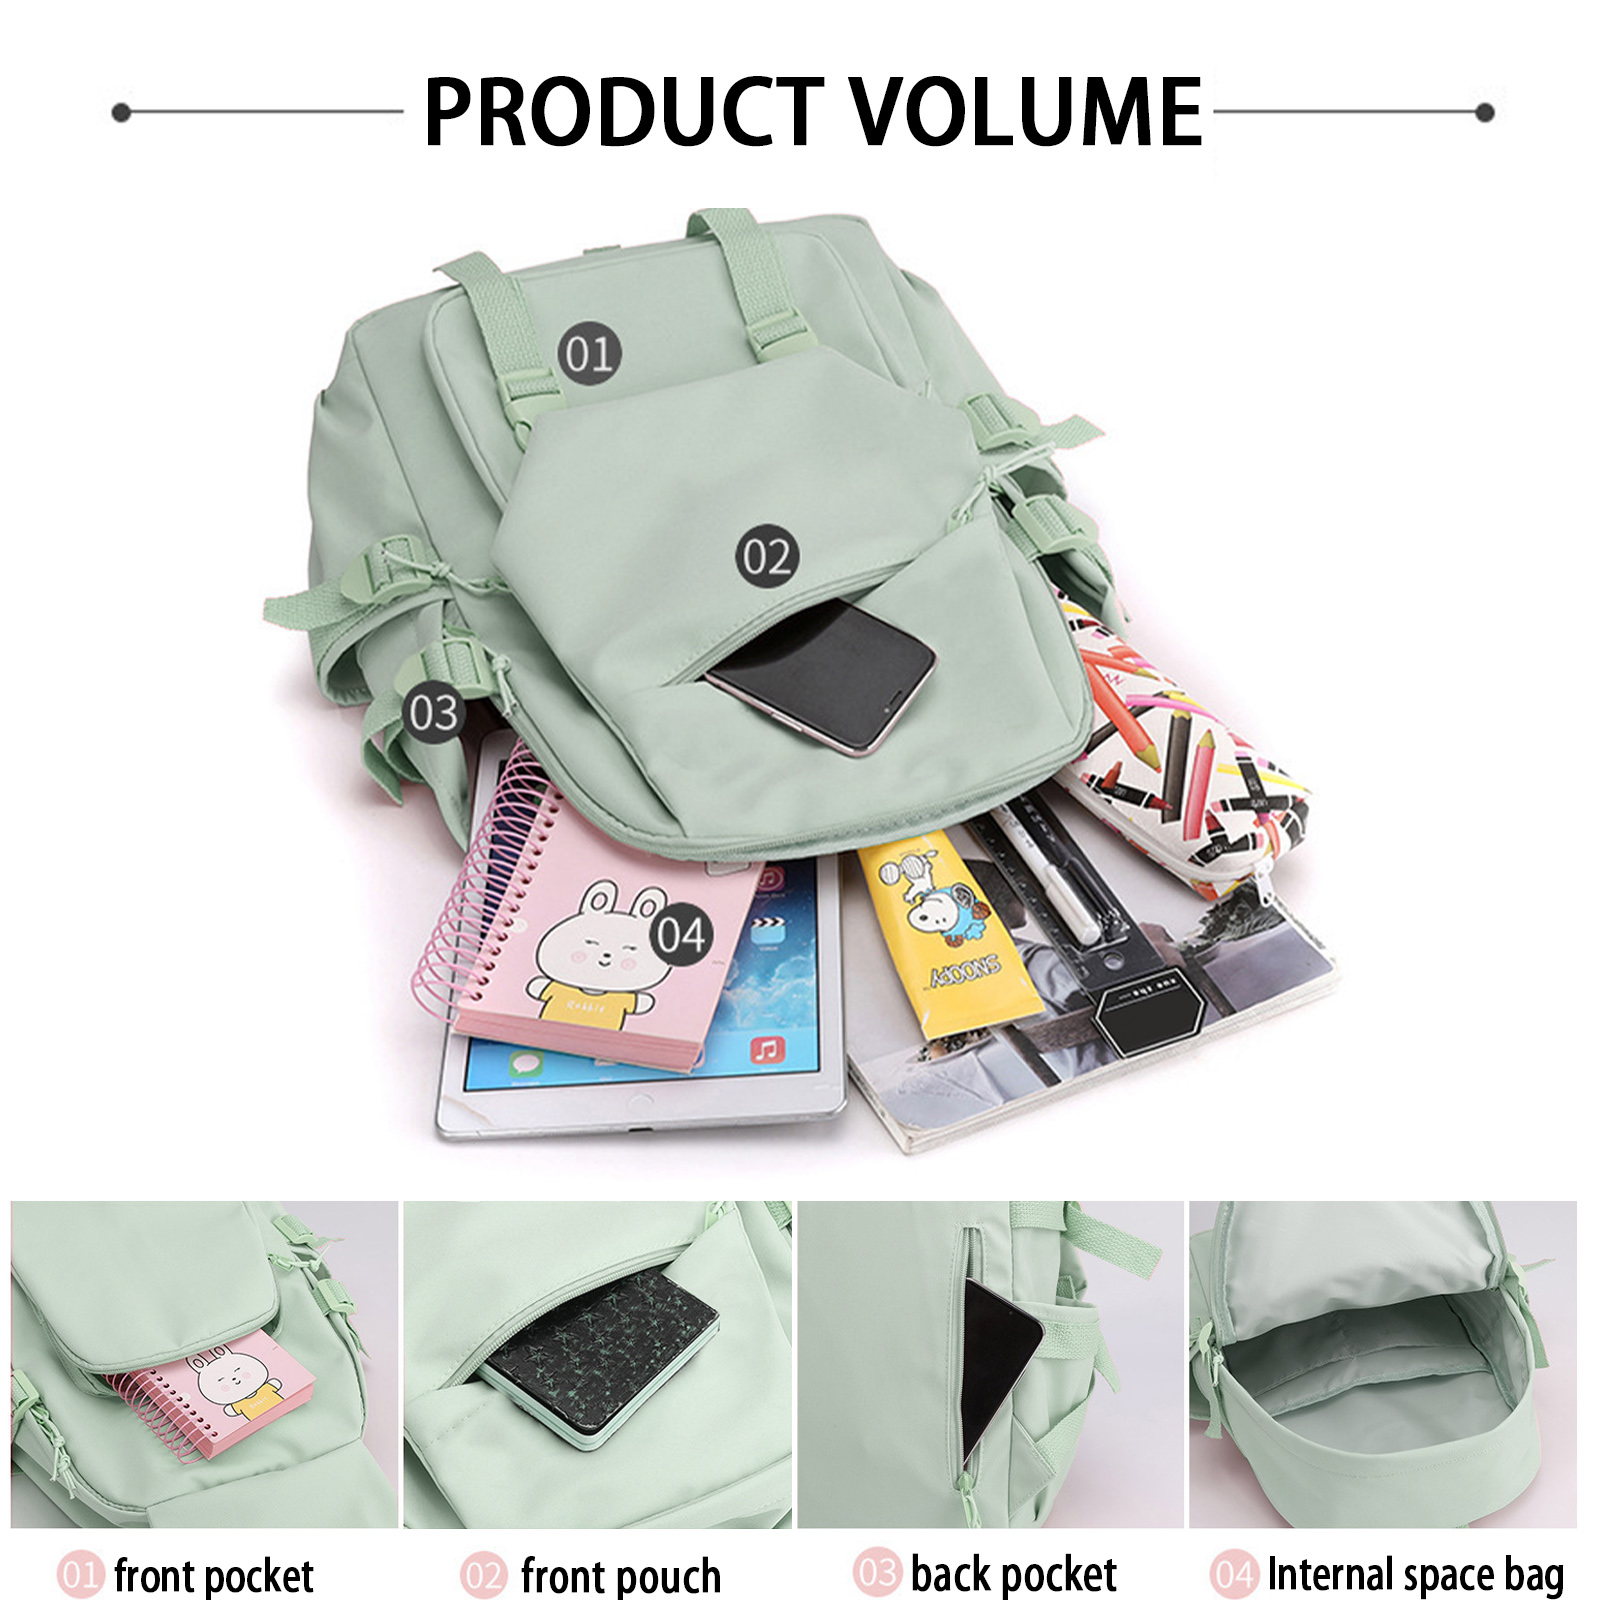 PRODUCT VOLUME
01
02
03
04
Rabbit
SNOOPY
01 front pocket
02 front pouch
03 back pocket
04 Internal space bag